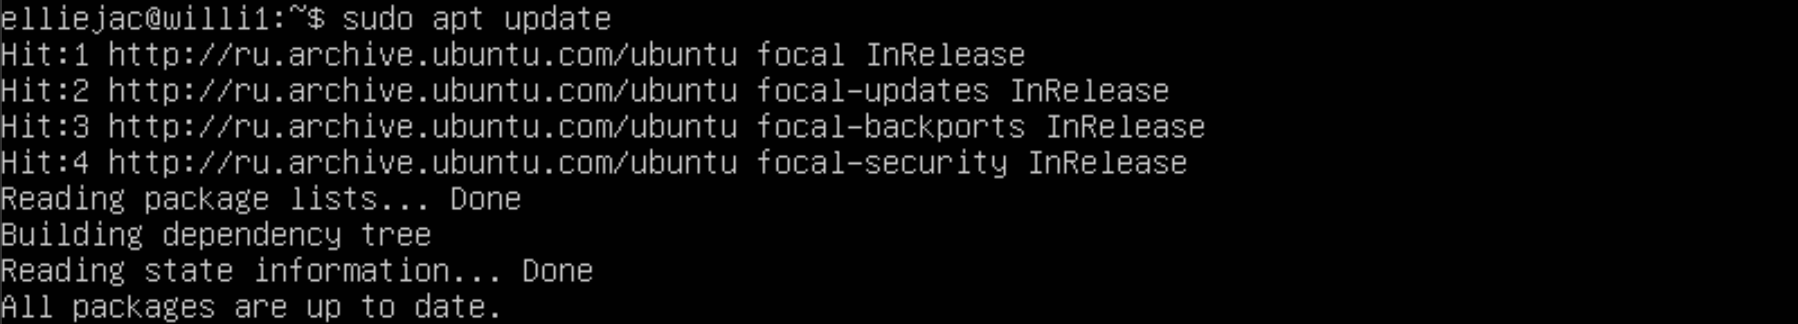 elliejac@willi1:~$ sudo apt update
Hit:1 http://ru.archive.ubuntu.com/ubuntu focal InRelease
Hit:2 http://ru.archive.ubuntu.com/ubuntu focal-updates InRelease
Hit:3 http://ru.archive.ubuntu.com/ubuntu focal-backports InRelease
Hit:4 http://ru.archive.ubuntu.com/ubuntu focal-security InRelease
Reading package lists... Done
Building dependency tree
Reading state information... Done
All packages are up to date.